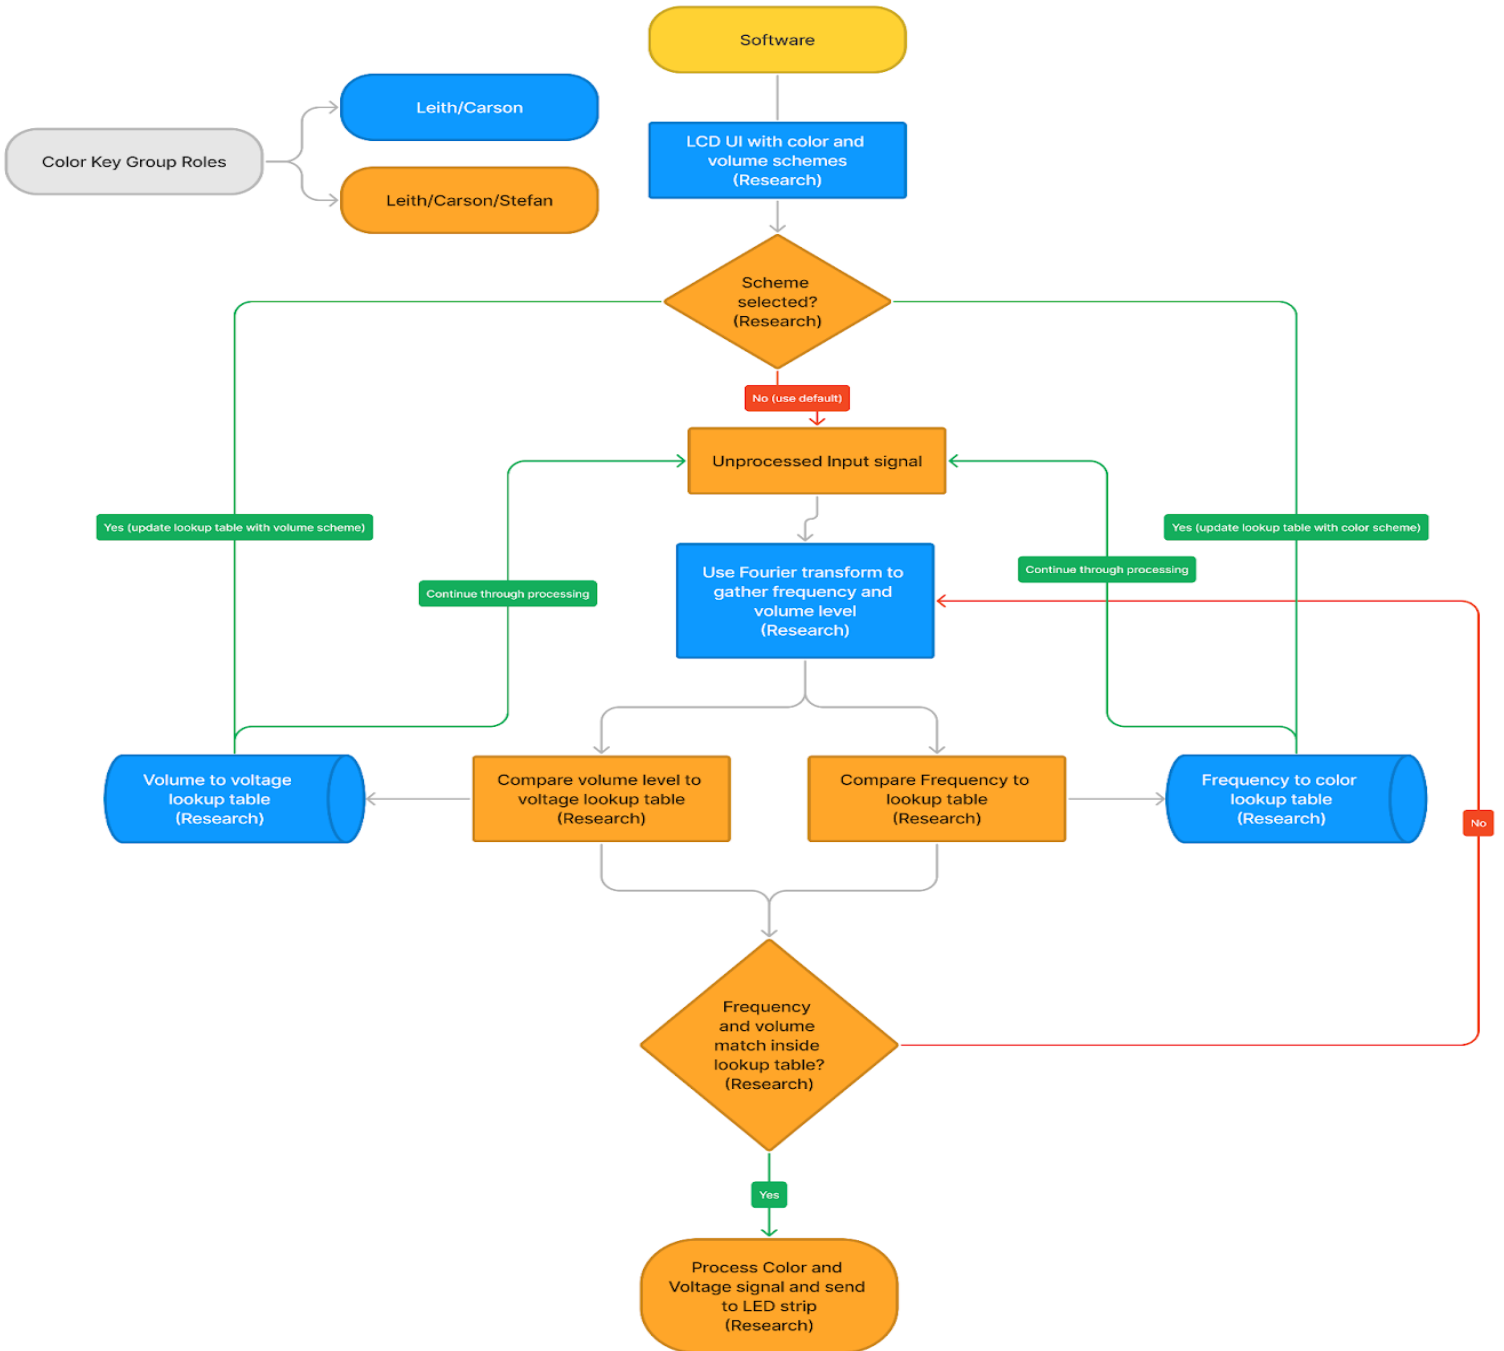 Software
Leith/Carson
Color Key Group Roles
Leith/Carson/Stefan
LCD UI with color and
volume schemes
(Research)
Scheme
selected?
(Research)
No (use default)
Unprocessed Input signal
Yes (update lookup table with volume scheme)
Yes (update lookup table with color scheme)
Continue through processing
Continue through processing
Use Fourier transform to
gather frequency and
volume level
(Research)
Volume to voltage
lookup table
(Research)
Compare volume level to
voltage lookup table
(Research)
Compare Frequency to
lookup table
(Research)
Frequency to color
lookup table
(Research)
No
Frequency
and volume
match inside
lookup table?
(Research)
Yes
Process Color and
Voltage signal and send
to LED strip
(Research)